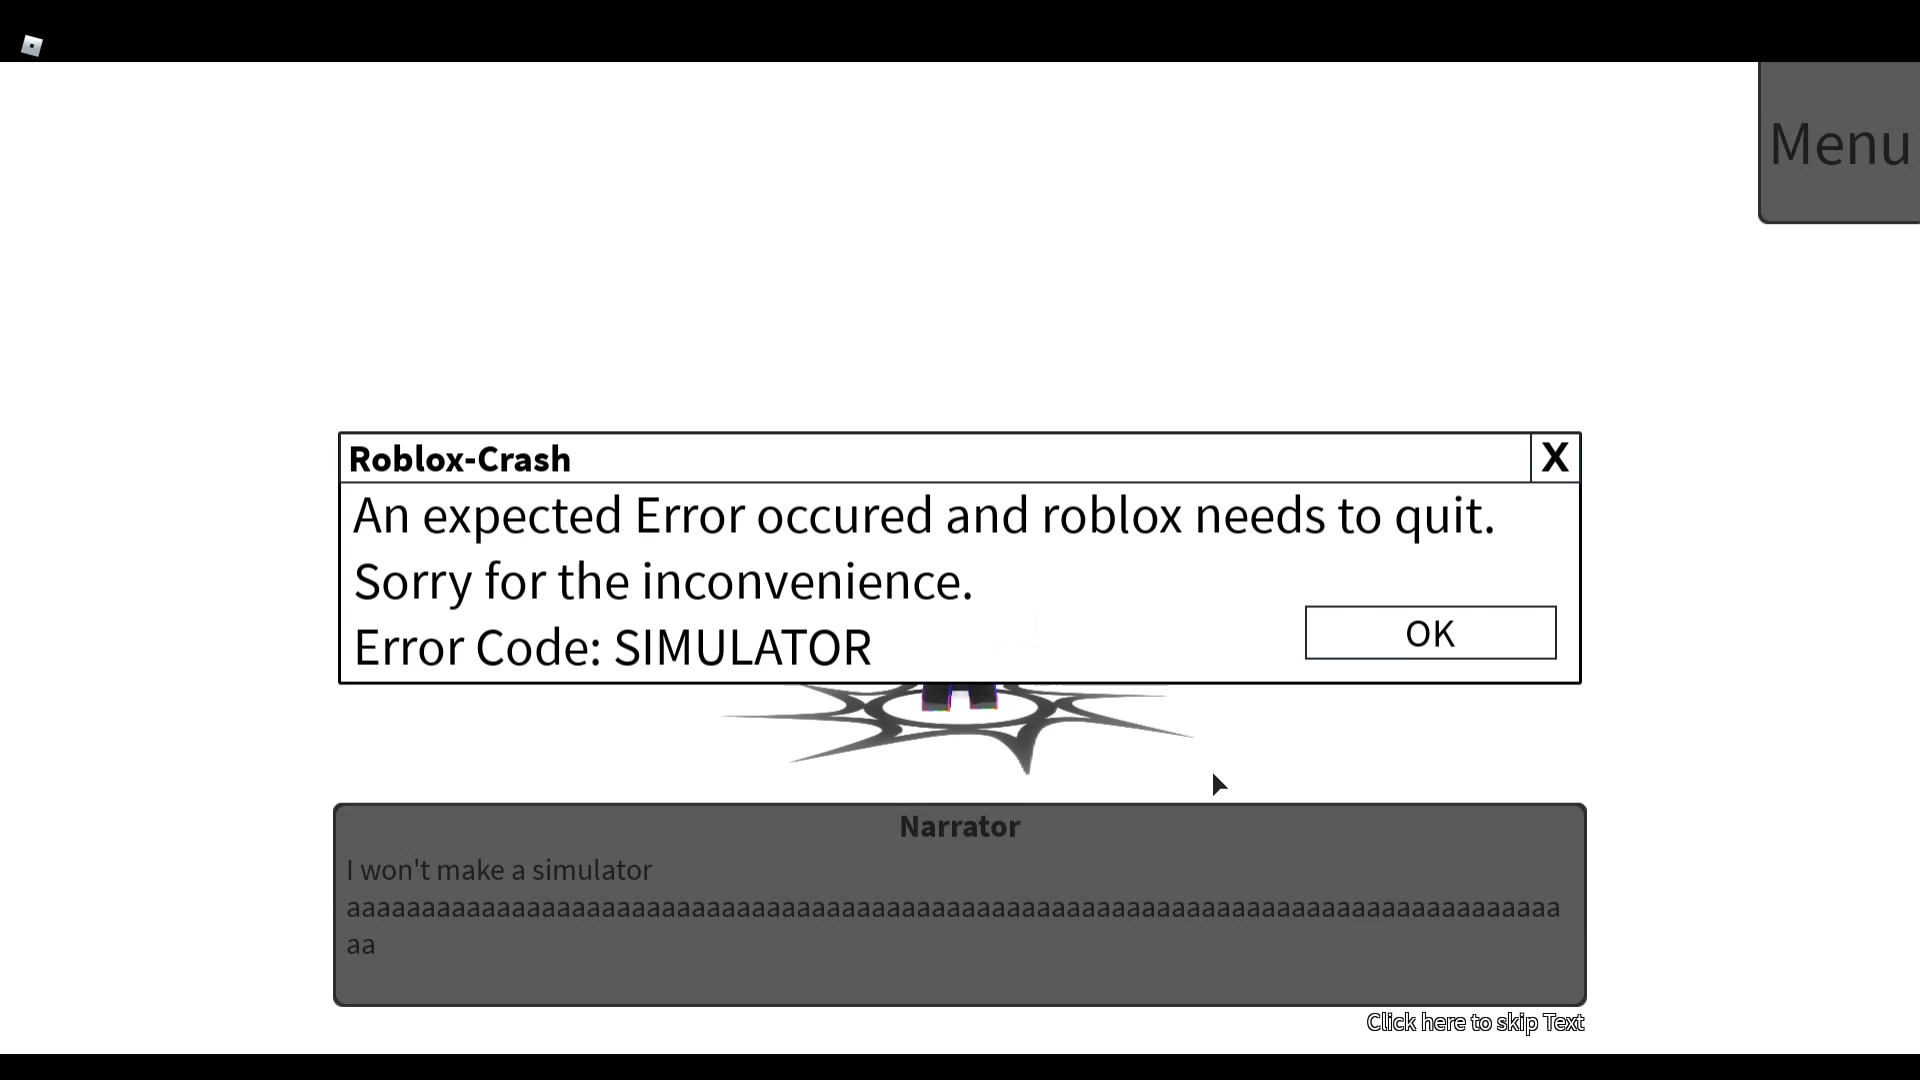 Menu
Roblox-Crash
X
An expected Error occured and roblox needs to quit.
Sorry for the inconvenience.
Error Code: SIMULATOR
OK
Narrator
I won't make a simulator
aaaaaaaaaaaaaaaaaaaaaaaaaaaaaaaaaaaaaaaaaaaaaaaaaaaaaaaaaaaaaaaaaaaaaaaaaaaaaaaaa
aa
Click here to skip Text